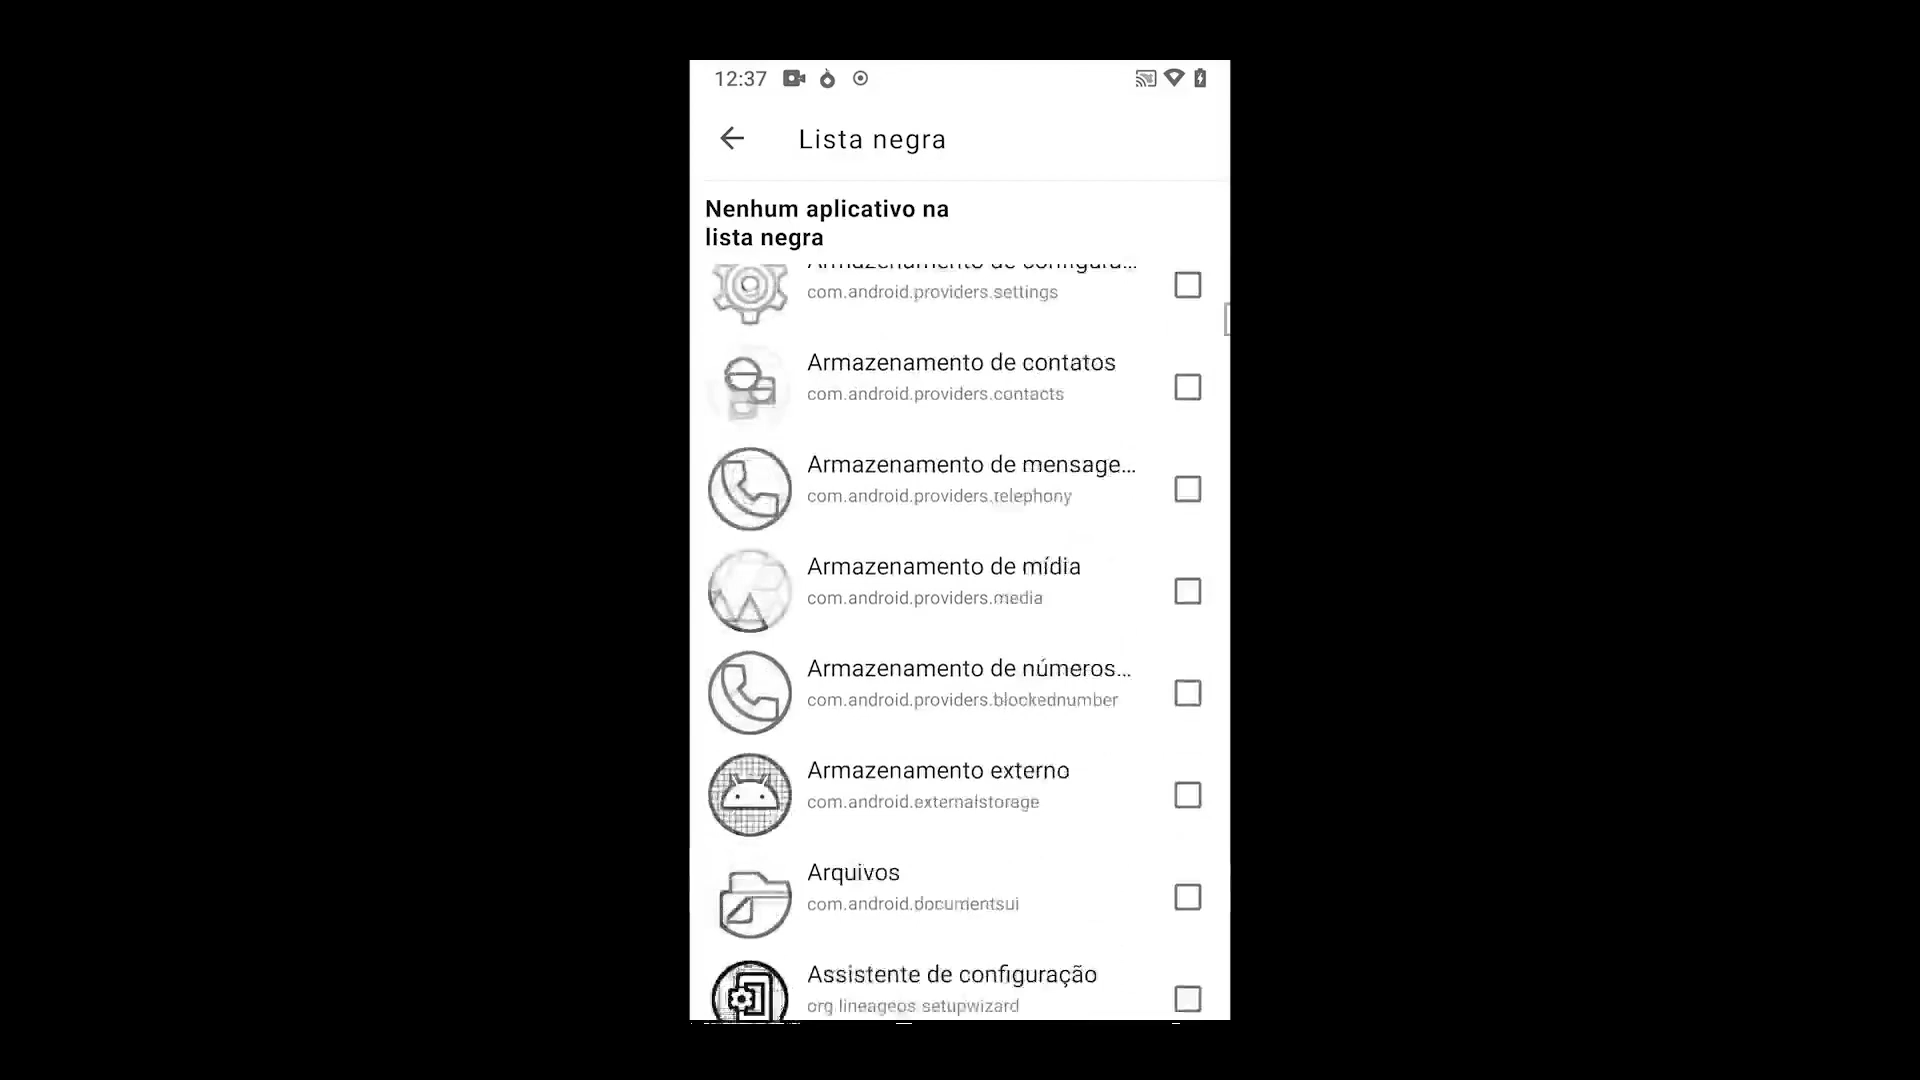 12:37
Lista negra
Nenhum aplicativo na
lista negra
Armazenamento de configura...
com.android.providers.settings
Armazenamento de contatos
com.android.providers.contacts
Armazenamento de mensage...
com.android.providers.telephony
Armazenamento de mídia
com.android.providers.media
Armazenamento de números...
com.android.providers.blockednumber
Armazenamento externo
com.android.externalstorage
Arquivos
com.android.documentsui
Assistente de configuração
org.lineageos.setupwizard